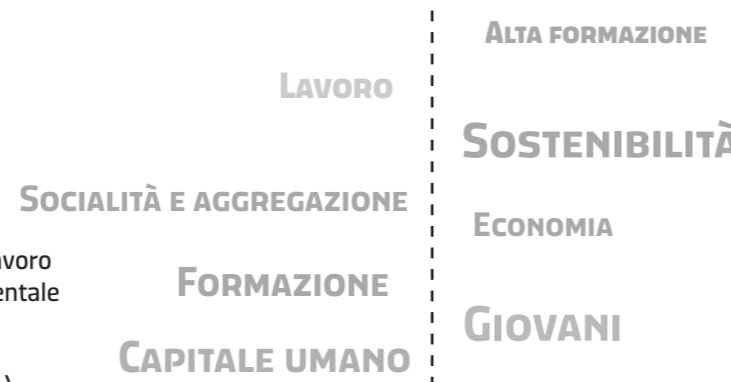 Alta formazione
Lavoro
Socialità e aggregazione
Formazione
Capitale umano
Sostenibilità
Economia
Giovani